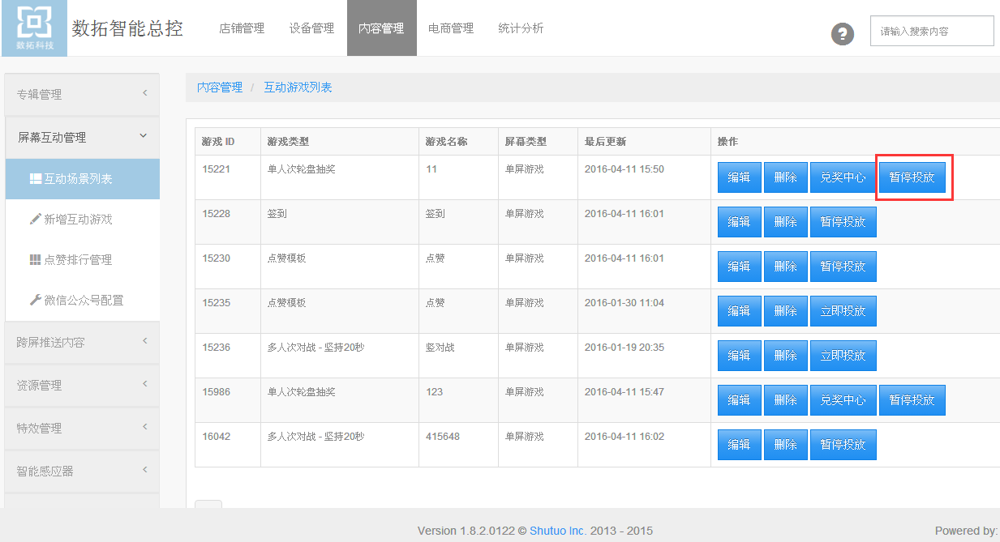 数拓科技
数拓智能总控
店铺管理 设备管理 内容管理 电商管理 统计分析
?
请输入搜索内容
专辑管理
屏幕互动管理
互动场景列表
新增互动游戏
点赞排行管理
微信公众号配置
跨屏推送内容
资源管理
特效管理
智能感应器
内容管理 / 互动游戏列表
游戏 ID 游戏类型 游戏名称 屏幕类型 最后更新 操作
15221 单人次轮盘抽奖 11 单屏游戏 2016-04-11 15:50 编辑 删除 兑奖中心 暂停投放
15228 签到 签到 单屏游戏 2016-04-11 16:01 编辑 删除 暂停投放
15230 点赞模板 点赞 单屏游戏 2016-04-11 16:01 编辑 删除 暂停投放
15235 点赞模板 点赞 单屏游戏 2016-01-30 11:04 编辑 删除 立即投放
15236 多人次对战 - 坚持20秒 竖对战 单屏游戏 2016-01-19 20:35 编辑 删除 立即投放
15986 单人次轮盘抽奖 123 单屏游戏 2016-04-11 15:47 编辑 删除 兑奖中心 暂停投放
16042 多人次对战 - 坚持20秒 415648 单屏游戏 2016-04-11 16:02 编辑 删除 暂停投放
Version 1.8.2.0122 © Shutuo Inc. 2013 - 2015
Powered by: